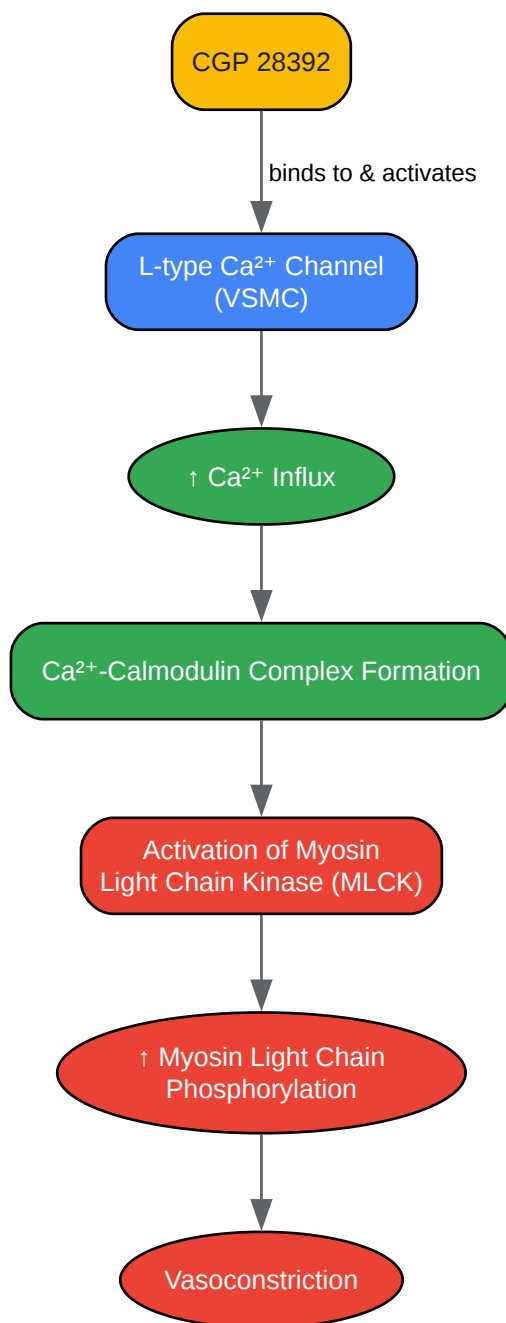 CGP 28392
binds to & activates
L-type Ca²⁺ Channel
(VSMC)
↑ Ca²⁺ Influx
Ca²⁺-Calmodulin Complex Formation
Activation of Myosin
Light Chain Kinase (MLCK)
↑ Myosin Light Chain
Phosphorylation
Vasoconstriction